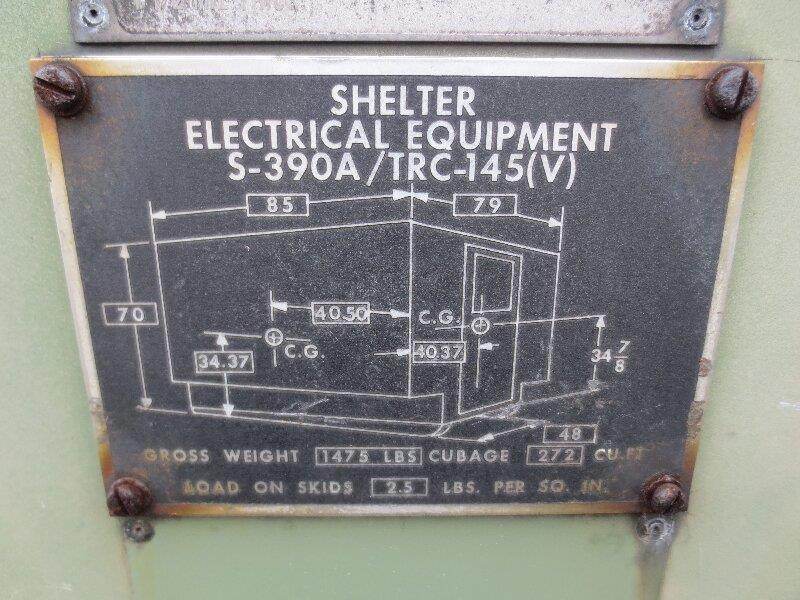 SHELTER
ELECTRICAL EQUIPMENT
S-390A/TRC-145(V)
85
79
70
40.50
C.G.
34.37
C.G.
40.37
34 7/8
48
GROSS WEIGHT 1475 LBS CUBAGE 272 CU.FT
LOAD ON SKIDS 2.5 LBS. PER SQ. IN.